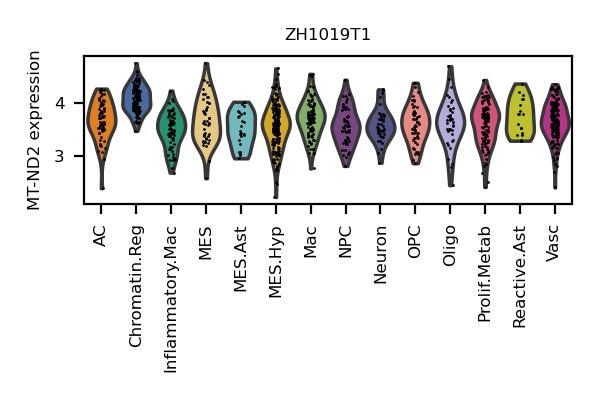 ZH1019T1
MT-ND2 expression
4
3
AC
Chromatin.Reg
Inflammatory.Mac
MES
MES.Ast
MES.Hyp
Mac
NPC
Neuron
OPC
Oligo
Prolif.Metab
Reactive.Ast
Vasc